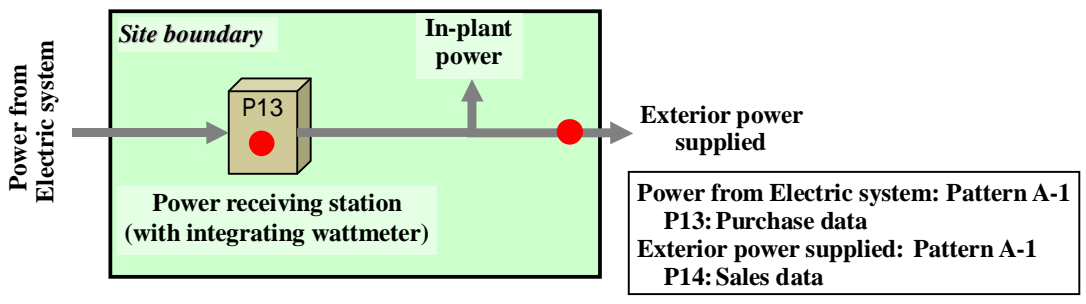 Power from
Electric system
Site boundary
In-plant
power
P13
Exterior power
supplied
Power receiving station
(with integrating wattmeter)
Power from Electric system: Pattern A-1
P13: Purchase data
Exterior power supplied: Pattern A-1
P14: Sales data